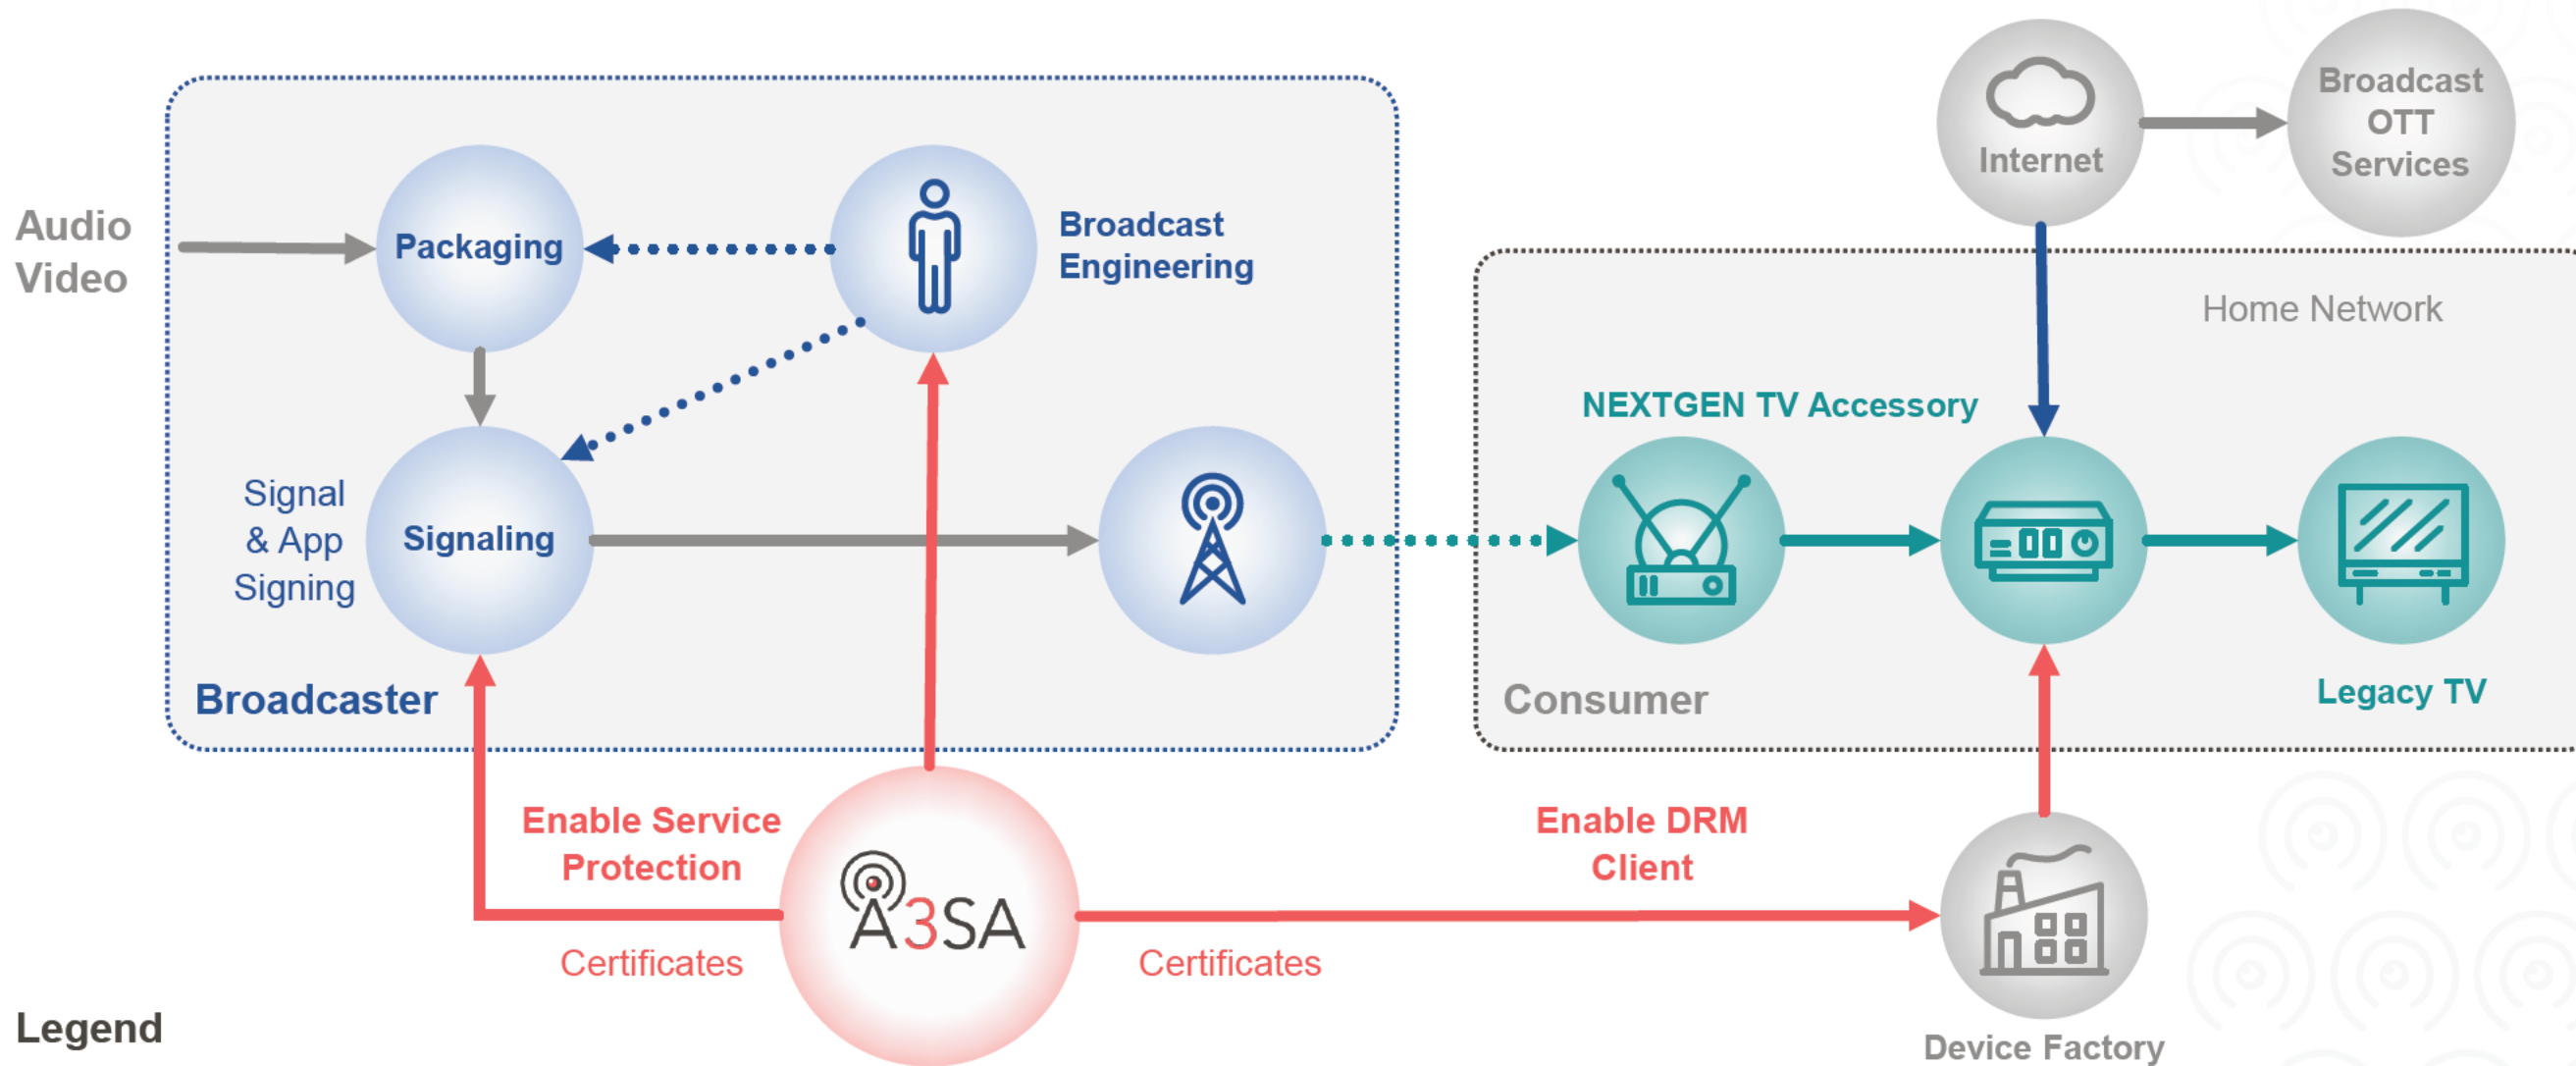 Audio
Video
Packaging
Broadcast
Engineering
Signal
& App
Signing
Signaling
Broadcaster
Internet
Broadcast
OTT
Services
Home Network
NEXTGEN TV Accessory
Consumer
Legacy TV
Enable Service
Protection
Certificates
A3SA
Enable DRM
Client
Certificates
Device Factory
Legend